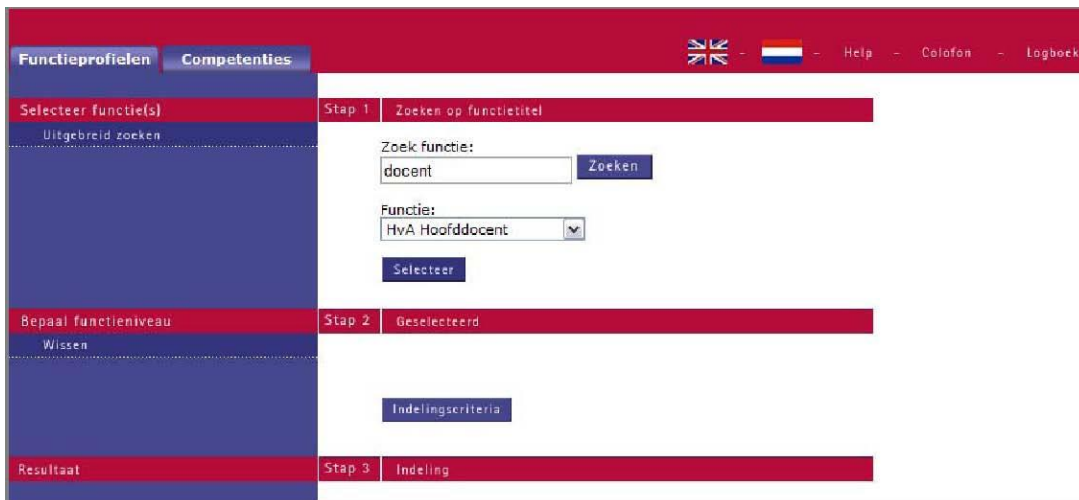 Functieprofielen Competenties - - Help - Colofon - Logboek
Selecteer functie(s) Stap 1 Zoeken op functietitel
Uitgebreid zoeken
Zoek functie:
docent Zoeken
Functie:
HvA Hoofddocent
Selecteer
Bepaal functieniveau Stap 2 Geselecteerd
Wissen
Indelingscriteria
Resultaat Stap 3 Indeling